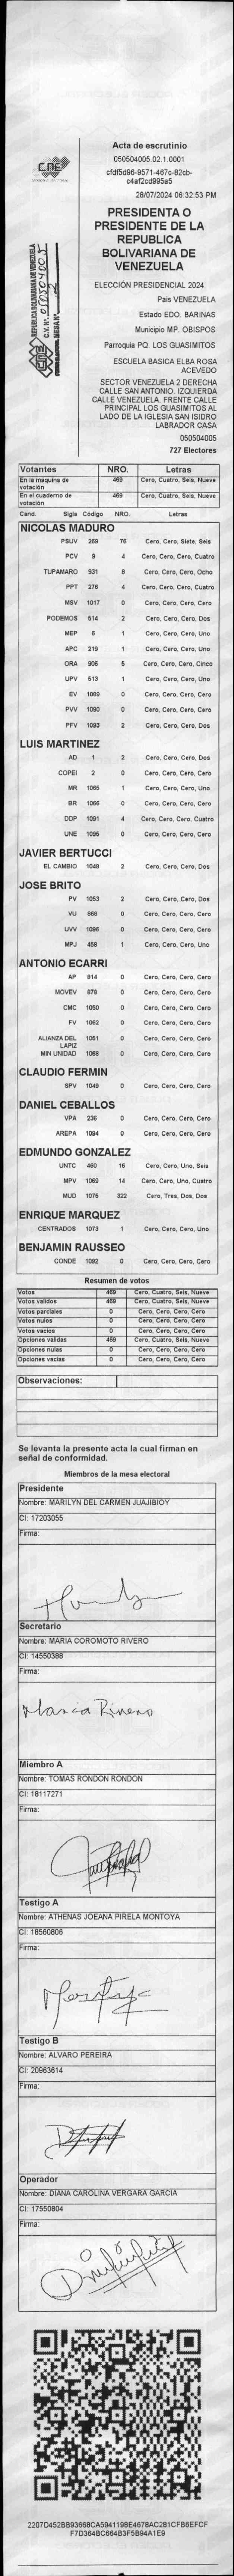 Acta de escrutinio
050504005.02.1.0001
cfdf5d96-8571-467c-82cb-
c4af2cd995a5
28/07/2024 06:32:53 PM
CNE
REPUBLICA BOLIVARIANA DE VENEZUELA
PRESIDENTA O
PRESIDENTE DE LA
REPUBLICA
BOLIVARIANA DE
VENEZUELA
ELECCIÓN PRESIDENCIAL 2024
Pais VENEZUELA
Estado EDO. BARINAS
Municipio MP. OBISPOS
Parroquia PQ. LOS GUASIMITOS
ESCUELA BASICA ELBA ROSA
ACEVEDO
SECTOR VENEZUELA 2 DERECHA
CALLE SAN ANTONIO. IZQUIERDA
CALLE VENEZUELA. FRENTE CALLE
PRINCIPAL LOS GUASIMITOS AL
LADO DE LA IGLESIA SAN ISIDRO
LABRADOR CASA
050504005
727 Electores
Votantes NRO. Letras
En la máquina de votación 469 Cero, Cuatro, Seis, Nueve
En el cuaderno de votación 469 Cero, Cuatro, Seis, Nueve
Cand. Sigla Código NRO. Letras
NICOLAS MADURO
PSUV 269 76 Cero, Cero, Siete, Seis
PCV 9 4 Cero, Cero, Cero, Cuatro
TUPAMARO 931 8 Cero, Cero, Cero, Ocho
PPT 276 4 Cero, Cero, Cero, Cuatro
MSV 1017 0 Cero, Cero, Cero, Cero
PODEMOS 514 2 Cero, Cero, Cero, Dos
MEP 6 1 Cero, Cero, Cero, Uno
APC 219 1 Cero, Cero, Cero, Uno
ORA 906 5 Cero, Cero, Cero, Cinco
UPV 513 1 Cero, Cero, Cero, Uno
EV 1089 0 Cero, Cero, Cero, Cero
PVV 1090 0 Cero, Cero, Cero, Cero
PFV 1093 2 Cero, Cero, Cero, Dos
LUIS MARTINEZ
AD 1 2 Cero, Cero, Cero, Dos
COPEI 2 0 Cero, Cero, Cero, Cero
MR 1065 1 Cero, Cero, Cero, Uno
BR 1066 0 Cero, Cero, Cero, Cero
DDP 1091 4 Cero, Cero, Cero, Cuatro
UNE 1095 0 Cero, Cero, Cero, Cero
JAVIER BERTUCCI
EL CAMBIO 1048 2 Cero, Cero, Cero, Dos
JOSE BRITO
PV 1053 2 Cero, Cero, Cero, Dos
VU 868 0 Cero, Cero, Cero, Cero
UVV 1096 0 Cero, Cero, Cero, Cero
MPJ 458 1 Cero, Cero, Cero, Uno
ANTONIO ECARRI
AP 814 0 Cero, Cero, Cero, Cero
MOVEV 878 0 Cero, Cero, Cero, Cero
CMC 1050 0 Cero, Cero, Cero, Cero
FV 1062 0 Cero, Cero, Cero, Cero
ALIANZA DEL LAPIZ 1051 0 Cero, Cero, Cero, Cero
MIN UNIDAD 1068 0 Cero, Cero, Cero, Cero
CLAUDIO FERMIN
SPV 1049 0 Cero, Cero, Cero, Cero
DANIEL CEBALLOS
VPA 236 0 Cero, Cero, Cero, Cero
AREPA 1094 0 Cero, Cero, Cero, Cero
EDMUNDO GONZALEZ
UNTC 460 16 Cero, Cero, Uno, Seis
MPV 1069 14 Cero, Cero, Uno, Cuatro
MUD 1075 322 Cero, Tres, Dos, Dos
ENRIQUE MARQUEZ
CENTRADOS 1073 1 Cero, Cero, Cero, Uno
BENJAMIN RAUSSEO
CONDE 1092 0 Cero, Cero, Cero, Cero
Resumen de votos
Votos 469 Cero, Cuatro, Seis, Nueve
Votos validos 469 Cero, Cuatro, Seis, Nueve
Votos parciales 0 Cero, Cero, Cero, Cero
Votos nulos 0 Cero, Cero, Cero, Cero
Votos vacíos 0 Cero, Cero, Cero, Cero
Opciones validas 469 Cero, Cuatro, Seis, Nueve
Opciones nulas 0 Cero, Cero, Cero, Cero
Opciones vacías 0 Cero, Cero, Cero, Cero
Observaciones:
Se levanta la presente acta la cual firman en
señal de conformidad.
Miembros de la mesa electoral
Presidente
Nombre: MARILYN DEL CARMEN JUAJIBIOY
CI: 17203055
Firma:
Secretario
Nombre: MARIA COROMOTO RIVERO
CI: 14550388
Firma:
Maria Rivero
Miembro A
Nombre: TOMAS RONDON RONDON
CI: 18117271
Firma:
Testigo A
Nombre: ATHENAS JOEANA PIRELA MONTOYA
CI: 18560806
Firma:
Testigo B
Nombre: ALVARO PEREIRA
CI: 20963614
Firma:
Operador
Nombre: DIANA CAROLINA VERGARA GARCIA
CI: 17550804
Firma:
2207D452BB93668CA5941198E4678AC281CFB6EFCF
F7D364BC664B3F5B94A1E9